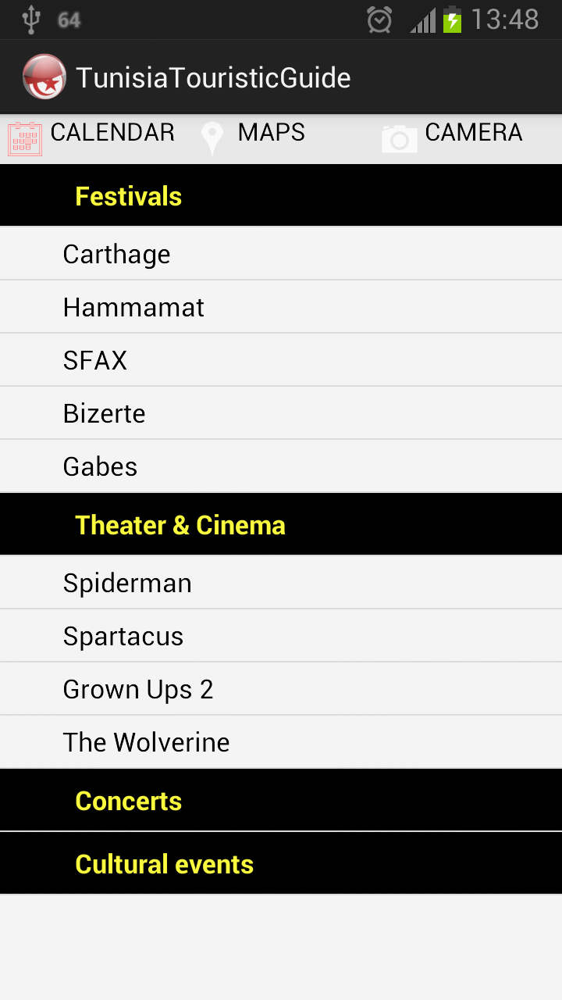 64 13:48
TunisiaTouristicGuide
CALENDAR MAPS CAMERA
Festivals
Carthage
Hammamat
SFAX
Bizerte
Gabes
Theater & Cinema
Spiderman
Spartacus
Grown Ups 2
The Wolverine
Concerts
Cultural events